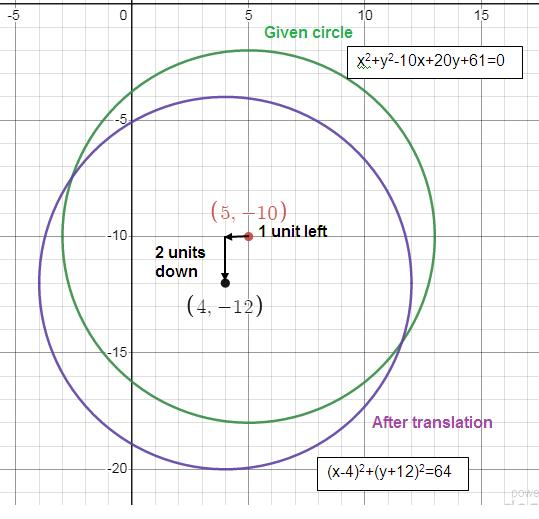 -5 0 5 10 15
Given circle
x²+y²-10x+20y+61=0
-5
(5, −10)
-10
1 unit left
2 units
down
(4, −12)
-15
After translation
-20
(x-4)²+(y+12)²=64
powe